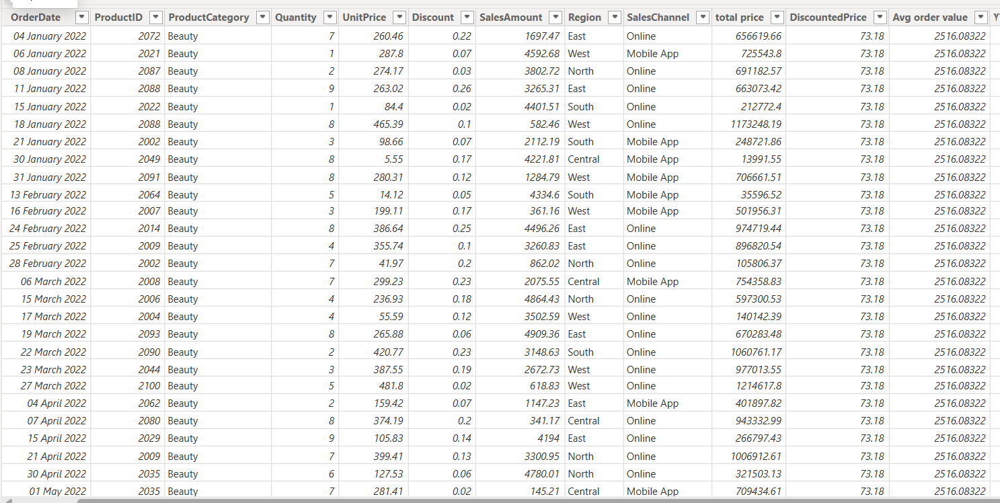 OrderDate ProductID ProductCategory Quantity UnitPrice Discount SalesAmount Region SalesChannel total price DiscountedPrice Avg order value
04 January 2022 2072 Beauty 7 260.46 0.22 1697.47 East Online 656619.66 73.18 2516.08322
06 January 2022 2021 Beauty 1 287.8 0.07 4592.68 West Mobile App 725543.8 73.18 2516.08322
08 January 2022 2087 Beauty 2 274.17 0.03 3802.72 North Online 691182.57 73.18 2516.08322
11 January 2022 2088 Beauty 9 263.02 0.26 3265.31 East Online 663073.42 73.18 2516.08322
15 January 2022 2022 Beauty 1 84.4 0.02 4401.51 South Online 212772.4 73.18 2516.08322
18 January 2022 2088 Beauty 8 465.39 0.1 582.46 West Online 1173248.19 73.18 2516.08322
21 January 2022 2002 Beauty 3 98.66 0.07 2112.19 South Mobile App 248721.86 73.18 2516.08322
30 January 2022 2049 Beauty 8 5.55 0.17 4221.81 Central Mobile App 13991.55 73.18 2516.08322
31 January 2022 2091 Beauty 8 280.31 0.12 1284.79 West Mobile App 706661.51 73.18 2516.08322
13 February 2022 2064 Beauty 5 14.12 0.05 4334.6 South Mobile App 35596.52 73.18 2516.08322
16 February 2022 2007 Beauty 3 199.11 0.17 361.16 West Mobile App 501956.31 73.18 2516.08322
24 February 2022 2014 Beauty 8 386.64 0.25 4496.26 East Online 974719.44 73.18 2516.08322
25 February 2022 2009 Beauty 4 355.74 0.1 3260.83 East Online 896820.54 73.18 2516.08322
28 February 2022 2002 Beauty 7 41.97 0.2 862.02 North Online 105806.37 73.18 2516.08322
06 March 2022 2008 Beauty 7 299.23 0.23 2075.55 Central Mobile App 754358.83 73.18 2516.08322
15 March 2022 2006 Beauty 4 236.93 0.18 4864.43 North Online 597300.53 73.18 2516.08322
17 March 2022 2004 Beauty 4 55.59 0.12 3502.59 West Online 140142.39 73.18 2516.08322
19 March 2022 2093 Beauty 8 265.88 0.06 4909.36 East Online 670283.48 73.18 2516.08322
22 March 2022 2090 Beauty 2 420.77 0.23 3148.63 South Online 1060761.17 73.18 2516.08322
23 March 2022 2044 Beauty 3 387.55 0.19 2672.73 West Online 977013.55 73.18 2516.08322
27 March 2022 2100 Beauty 5 481.8 0.02 618.83 West Online 1214617.8 73.18 2516.08322
04 April 2022 2062 Beauty 2 159.42 0.07 1147.23 East Mobile App 401897.82 73.18 2516.08322
07 April 2022 2080 Beauty 8 374.19 0.2 341.17 Central Online 943332.99 73.18 2516.08322
15 April 2022 2029 Beauty 9 105.83 0.14 4194 East Online 266797.43 73.18 2516.08322
21 April 2022 2009 Beauty 7 399.41 0.13 3300.95 North Online 1006912.61 73.18 2516.08322
30 April 2022 2035 Beauty 6 127.53 0.06 4780.01 North Online 321503.13 73.18 2516.08322
01 May 2022 2035 Beauty 7 281.41 0.02 145.21 Central Mobile App 709434.61 73.18 2516.08322